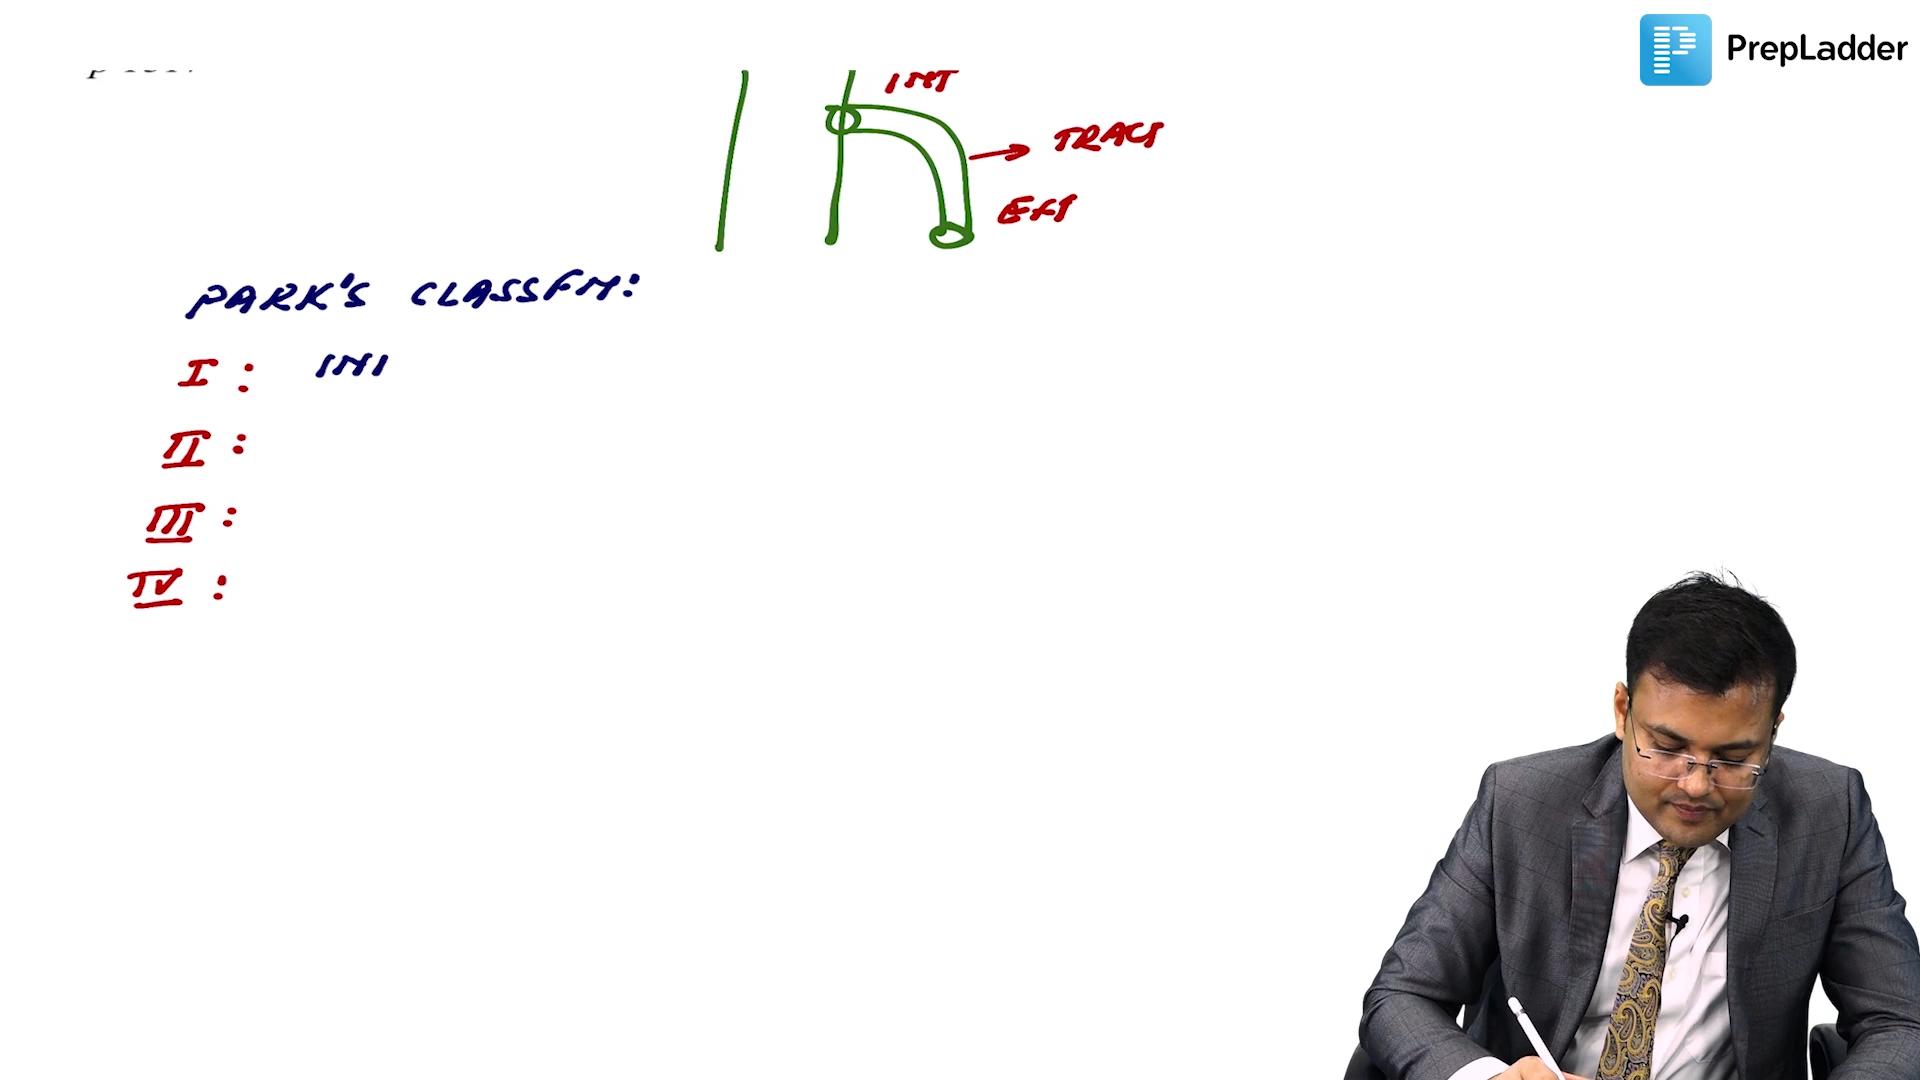 PrepLadder
INT
TRACT
EXT
PARK'S CLASSFN:
I : INT
II :
III :
IV :